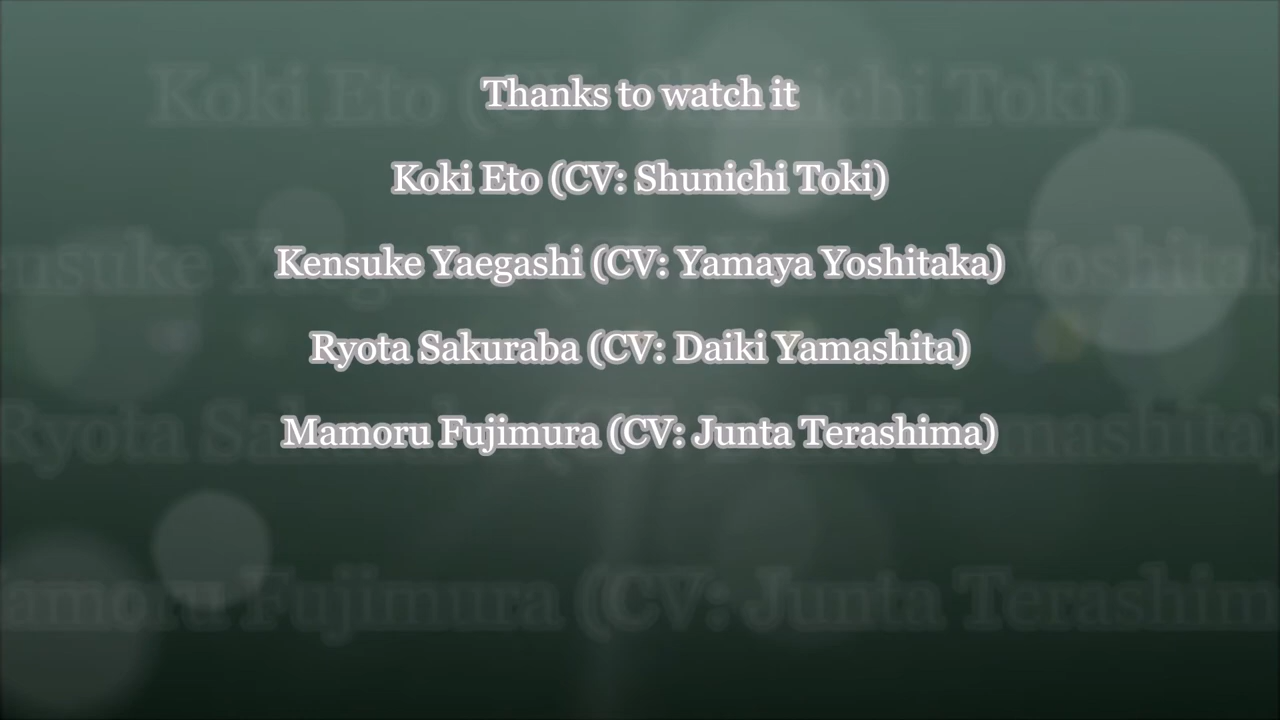 Thanks to watch it
Koki Eto (CV: Shunichi Toki)
Kensuke Yaegashi (CV: Yamaya Yoshitaka)
Ryota Sakuraba (CV: Daiki Yamashita)
Mamoru Fujimura (CV: Junta Terashima)